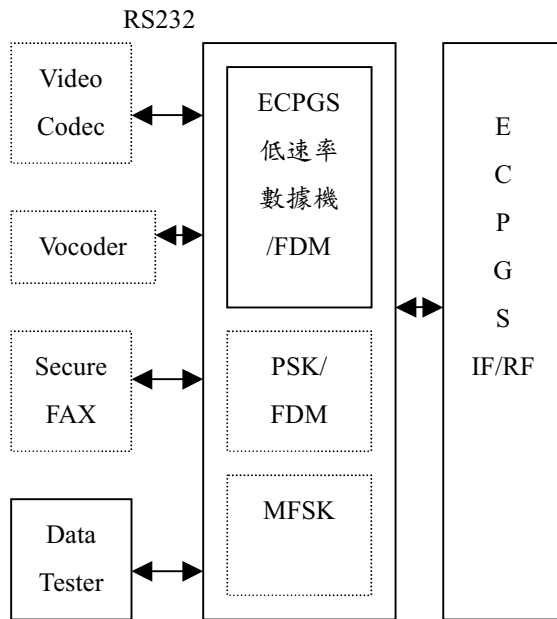 RS232
Video
Codec
Vocoder
Secure
FAX
Data
Tester
ECPGS
低速率
數據機
/FDM
PSK/
FDM
MFSK
E
C
P
G
S
IF/RF